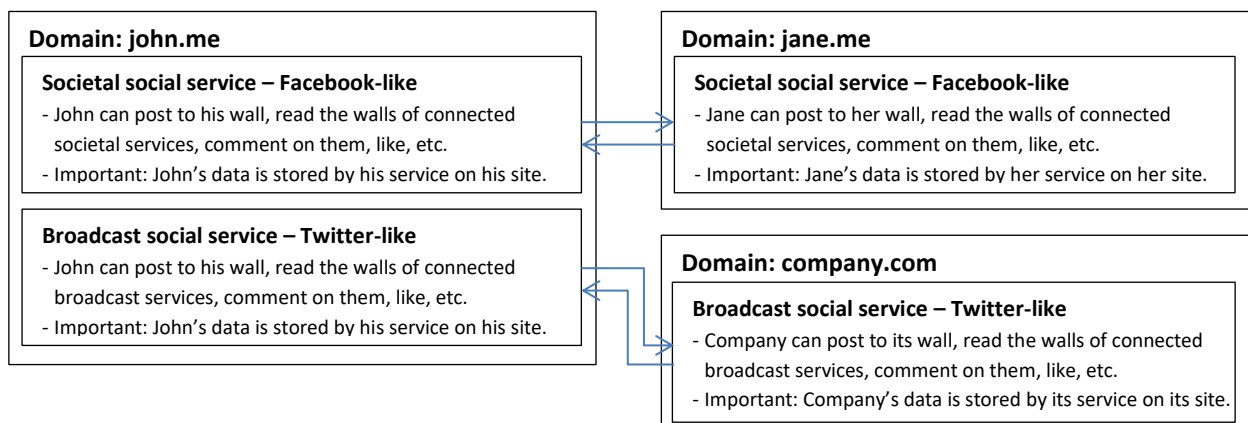 Domain: john.me
Societal social service – Facebook-like
- John can post to his wall, read the walls of connected
societal services, comment on them, like, etc.
- Important: John’s data is stored by his service on his site.
Broadcast social service – Twitter-like
- John can post to his wall, read the walls of connected
broadcast services, comment on them, like, etc.
- Important: John’s data is stored by his service on his site.
Domain: jane.me
Societal social service – Facebook-like
- Jane can post to her wall, read the walls of connected
societal services, comment on them, like, etc.
- Important: Jane’s data is stored by her service on her site.
Domain: company.com
Broadcast social service – Twitter-like
- Company can post to its wall, read the walls of connected
broadcast services, comment on them, like, etc.
- Important: Company’s data is stored by its service on its site.